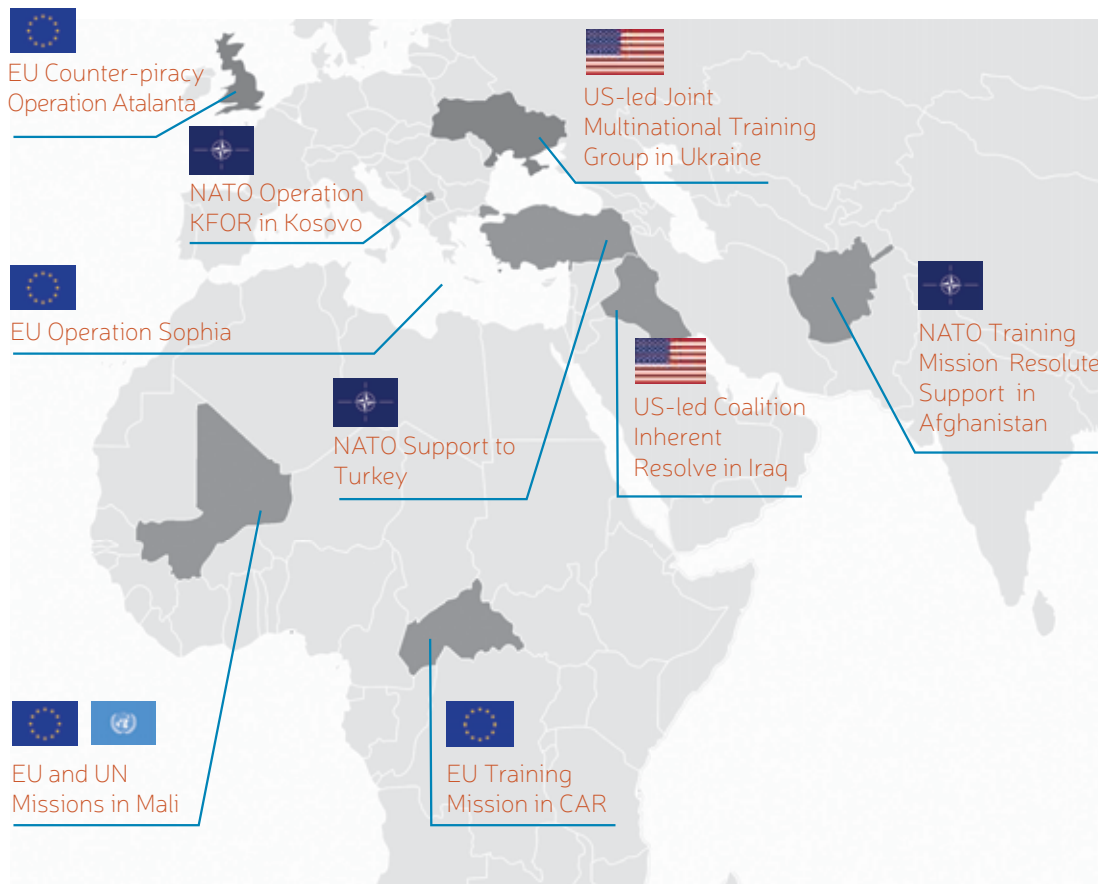 EU Counter-piracy
Operation Atalanta
US-led Joint
Multinational Training
Group in Ukraine
NATO Operation
KFOR in Kosovo
EU Operation Sophia
NATO Training
Mission Resolute
Support in
Afghanistan
US-led Coalition
Inherent
Resolve in Iraq
NATO Support to
Turkey
EU and UN
Missions in Mali
EU Training
Mission in CAR